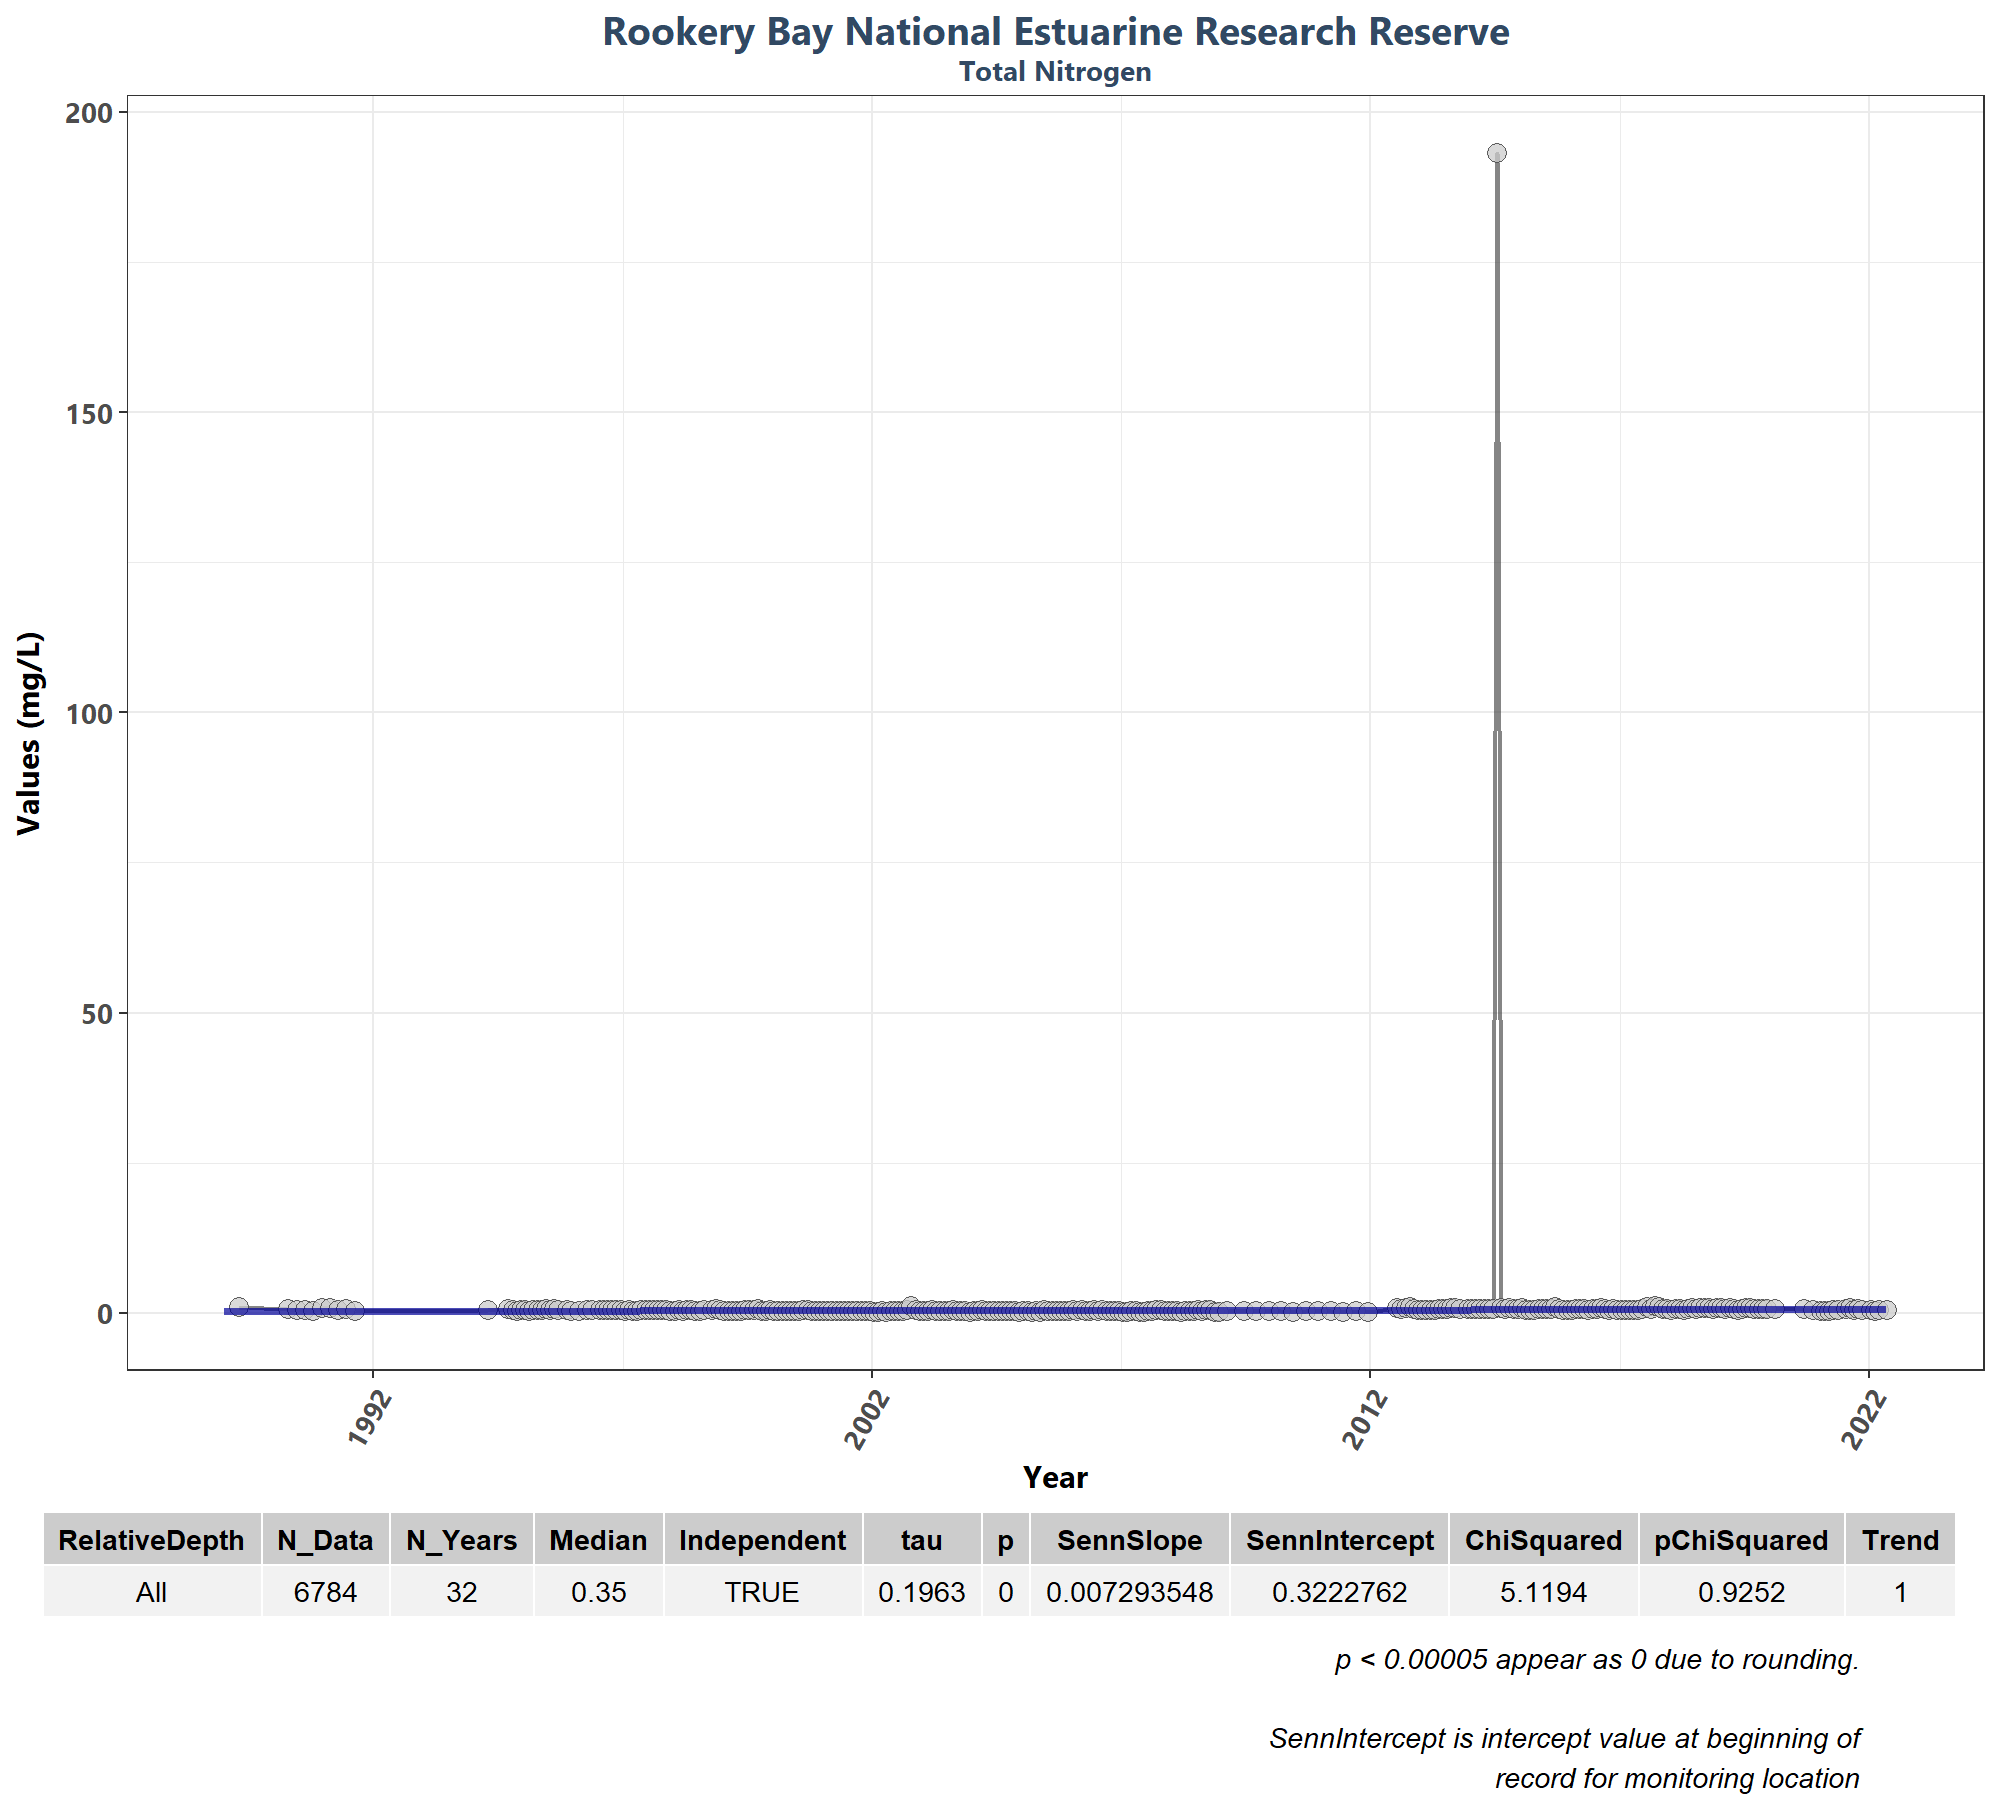 Rookery Bay National Estuarine Research Reserve
Total Nitrogen
200
150
100
50
0
Values (mg/L)
1992
2002
2012
2022
Year
RelativeDepth N_Data N_Years Median Independent tau p SennSlope SennIntercept ChiSquared pChiSquared Trend
All 6784 32 0.35 TRUE 0.1963 0 0.007293548 0.3222762 5.1194 0.9252 1
p < 0.00005 appear as 0 due to rounding.
SennIntercept is intercept value at beginning of
record for monitoring location